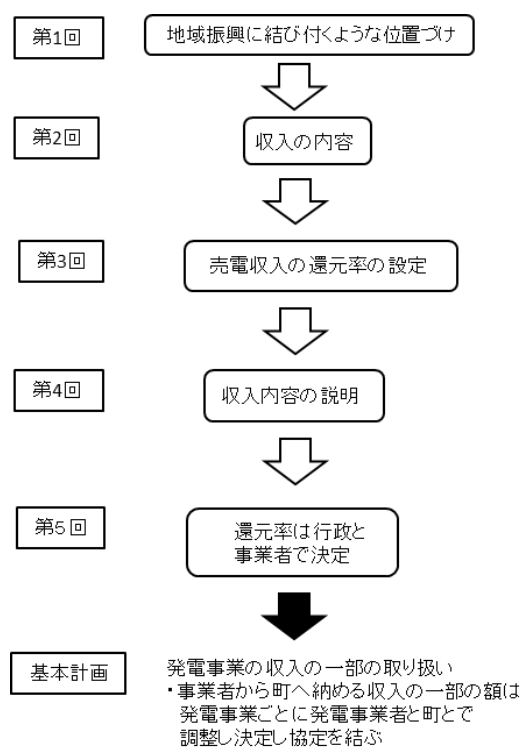 第1回
地域振興に結び付くような位置づけ
第2回
収入の内容
第3回
売電収入の還元率の設定
第4回
収入内容の説明
第5回
還元率は行政と
事業者で決定
基本計画
発電事業の収入の一部の取り扱い
・事業者から町へ納める収入の一部の額は
発電事業ごとに発電事業者と町とで
調整し決定し協定を結ぶ